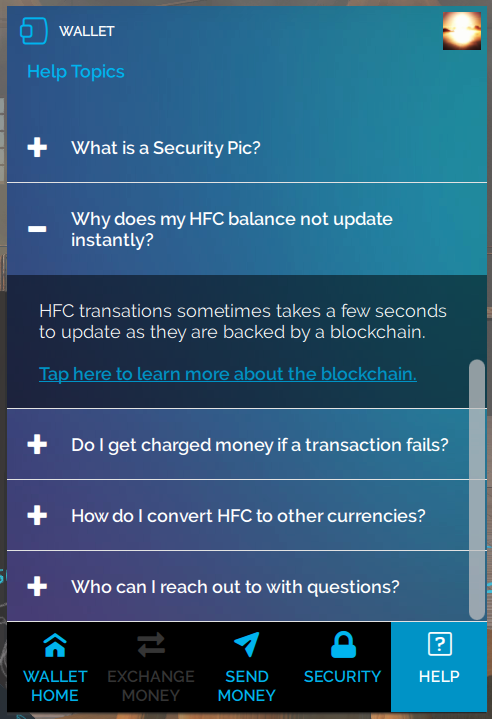 WALLET
Help Topics
What is a Security Pic?
Why does my HFC balance not update
instantly?
HFC transations sometimes takes a few seconds
to update as they are backed by a blockchain.
Tap here to learn more about the blockchain.
Do I get charged money if a transaction fails?
How do I convert HFC to other currencies?
Who can I reach out to with questions?
WALLET
HOME
EXCHANGE
MONEY
SEND
MONEY
SECURITY
HELP